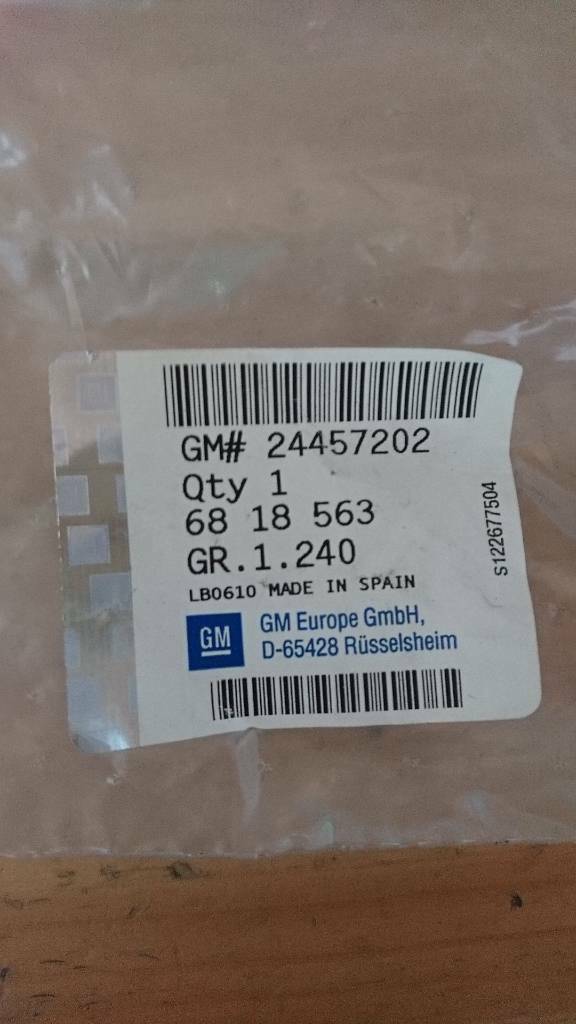 GM# 24457202
Qty 1
68 18 563
GR.1.240
LB0610 MADE IN SPAIN
GM
GM Europe GmbH,
D-65428 Rüsselsheim
S122677504